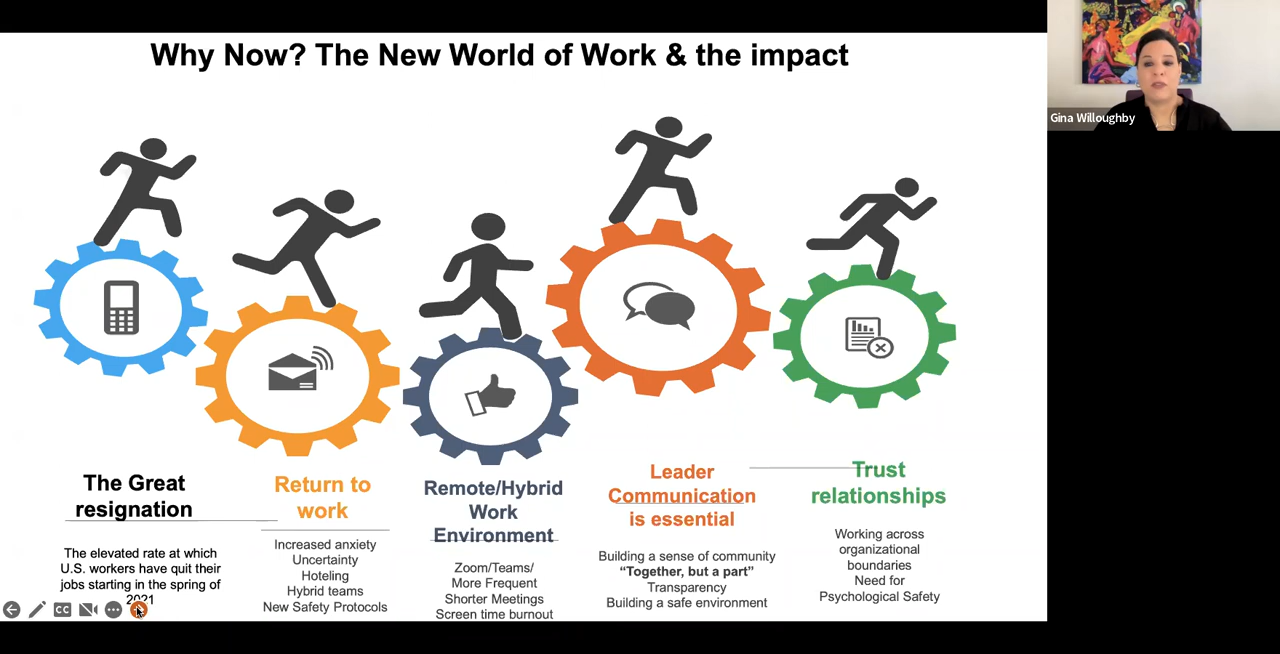 Why Now? The New World of Work & the impact
Gina Willoughby
The Great
resignation
The elevated rate at which
U.S. workers have quit their
jobs starting in the spring of
2021
Return to
work
Increased anxiety
Uncertainty
Hoteling
Hybrid teams
New Safety Protocols
Remote/Hybrid
Work
Environment
Zoom/Teams/
More Frequent
Shorter Meetings
Screen time burnout
Leader
Communication
is essential
Building a sense of community
“Together, but a part”
Transparency
Building a safe environment
Trust
relationships
Working across
organizational
boundaries
Need for
Psychological Safety
CC